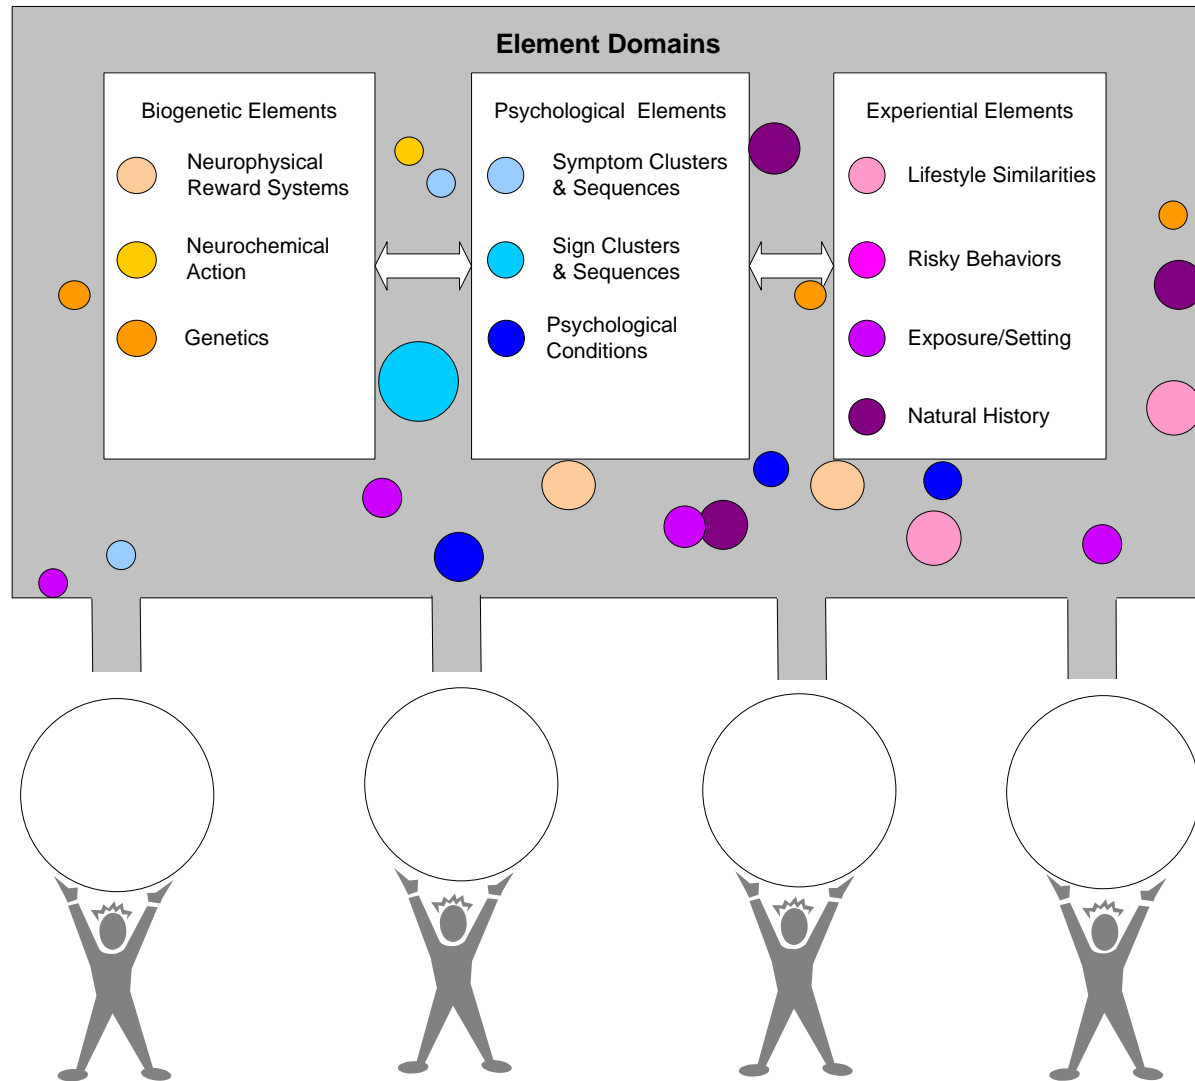 Element Domains
Biogenetic Elements
Neurophysical
Reward Systems
Neurochemical
Action
Genetics
Psychological  Elements
Symptom Clusters
& Sequences
Sign Clusters
& Sequences
Psychological
Conditions
Experiential Elements
Lifestyle Similarities
Risky Behaviors
Exposure/Setting
Natural History